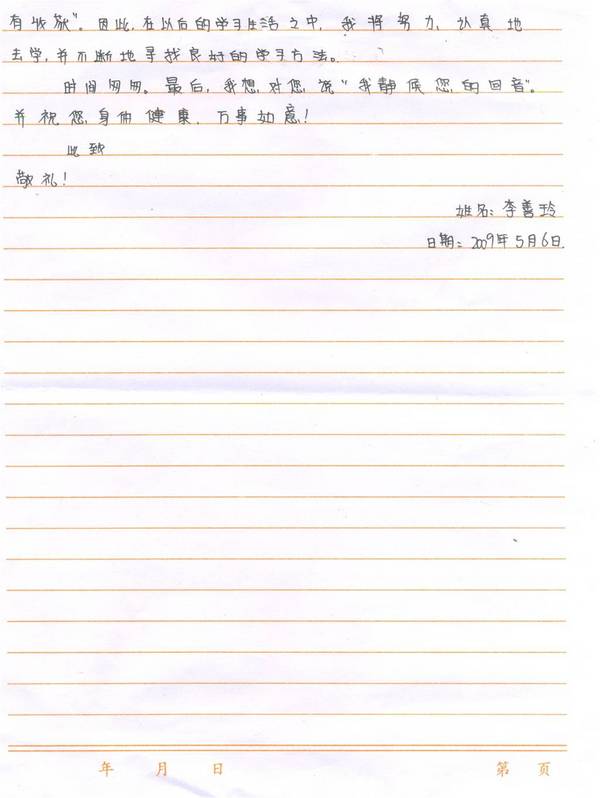 有收获”。因此,在以后的学习生活之中,我将努力、认真地
去学,并不断地寻找良好的学习方法。
时间匆匆。最后,我想对您说“我静候您的回音”。
并祝您身体健康,万事如意!
此致
敬礼!
姓名:李善玲
日期:2009年5月6日.
年 月 日 第 页